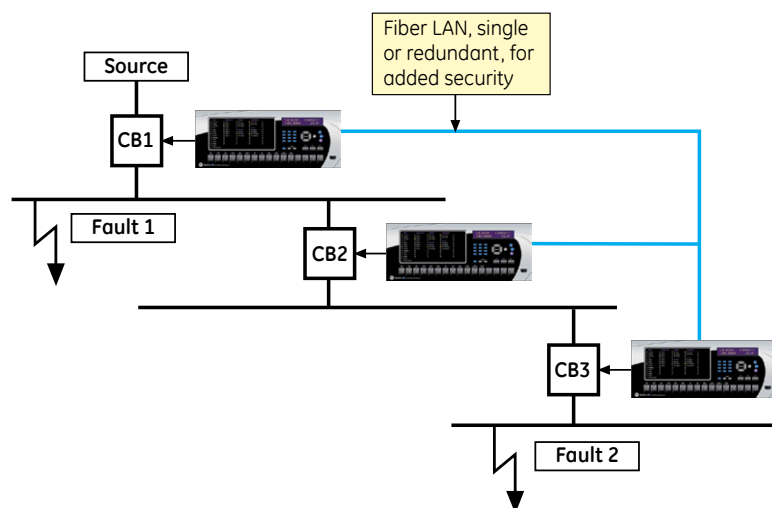 Fiber LAN, single
or redundant, for
added security
Source
CB1
Fault 1
CB2
CB3
Fault 2